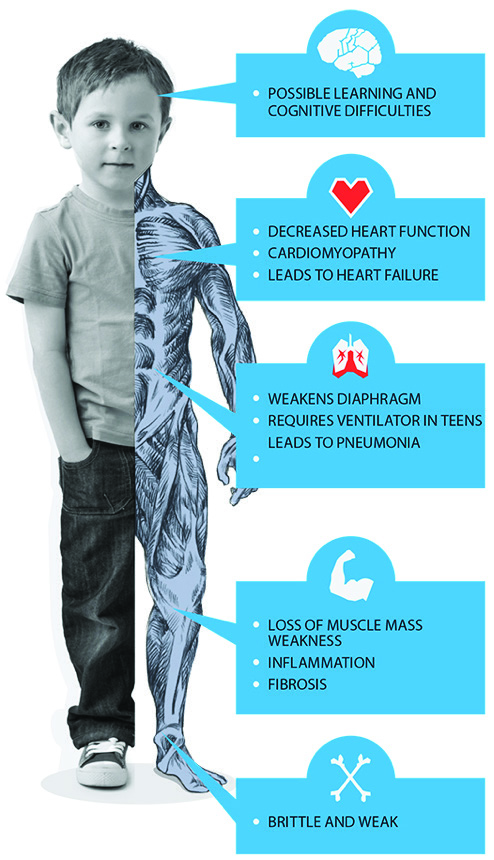 • POSSIBLE LEARNING AND
COGNITIVE DIFFICULTIES
• DECREASED HEART FUNCTION
• CARDIOMYOPATHY
• LEADS TO HEART FAILURE
• WEAKENS DIAPHRAGM
• REQUIRES VENTILATOR IN TEENS
LEADS TO PNEUMONIA
•
• LOSS OF MUSCLE MASS
WEAKNESS
• INFLAMMATION
• FIBROSIS
• BRITTLE AND WEAK